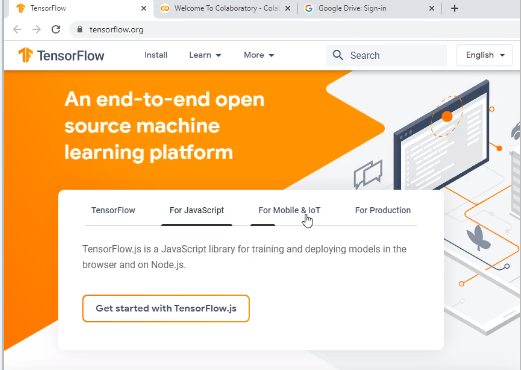 TensorFlow
Welcome To Colaboratory - Colab
Google Drive: Sign-in
tensorflow.org
TensorFlow Install Learn More Search English
An end-to-end open
source machine
learning platform
TensorFlow For JavaScript For Mobile & IoT For Production
TensorFlow.js is a JavaScript library for training and deploying models in the
browser and on Node.js.
Get started with TensorFlow.js